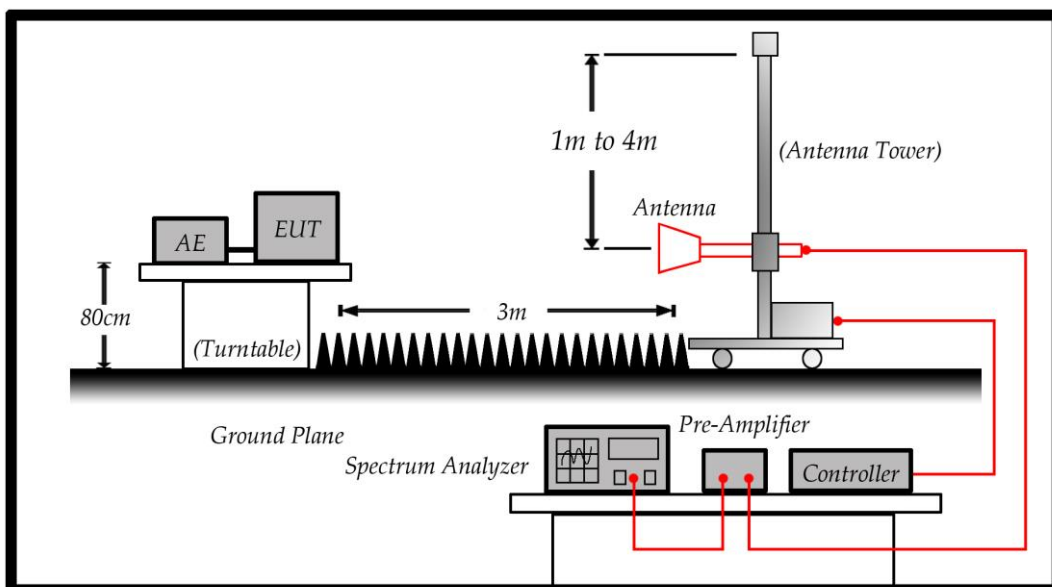 1m to 4m
(Antenna Tower)
Antenna
AE
EUT
80cm
3m
(Turntable)
Ground Plane
Pre-Amplifier
Spectrum Analyzer
Controller